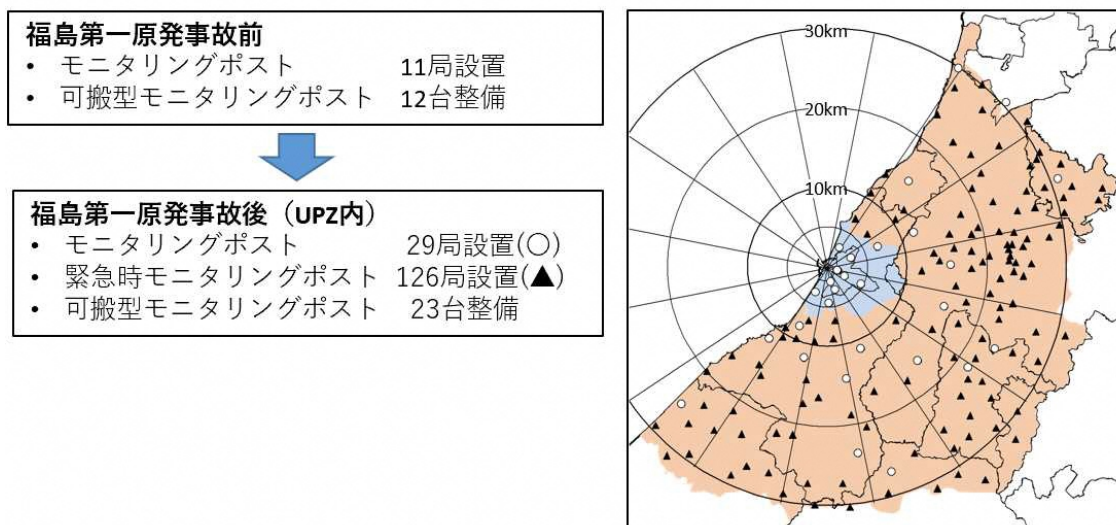 福島第一原発事故前
• モニタリングポスト 11局設置
• 可搬型モニタリングポスト 12台整備
福島第一原発事故後（UPZ内）
• モニタリングポスト 29局設置(○)
• 緊急時モニタリングポスト 126局設置(▲)
• 可搬型モニタリングポスト 23台整備
30km
20km
10km